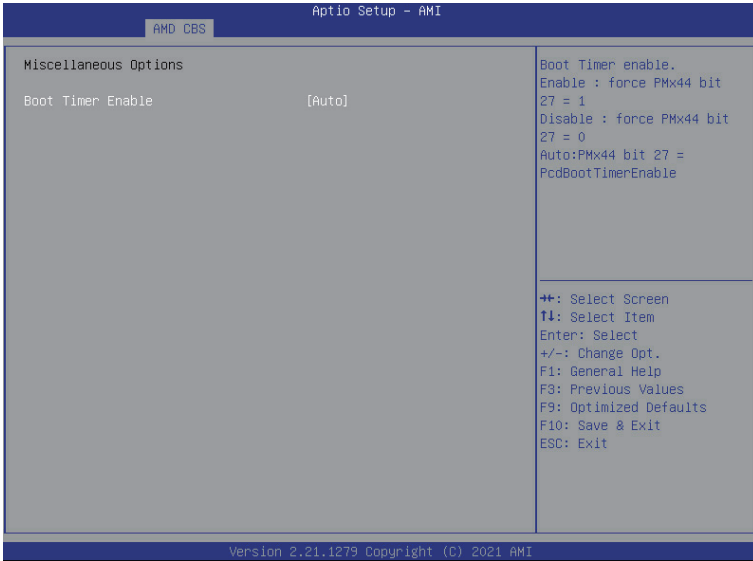 Aptio Setup – AMI
AMD CBS
Miscellaneous Options
Boot Timer Enable [Auto]
Boot Timer enable.
Enable : force PMx44 bit
27 = 1
Disable : force PMx44 bit
27 = 0
Auto:PMx44 bit 27 =
PcdBootTimerEnable
→←: Select Screen
↑↓: Select Item
Enter: Select
+/-: Change Opt.
F1: General Help
F3: Previous Values
F9: Optimized Defaults
F10: Save & Exit
ESC: Exit
Version 2.21.1279 Copyright (C) 2021 AMI